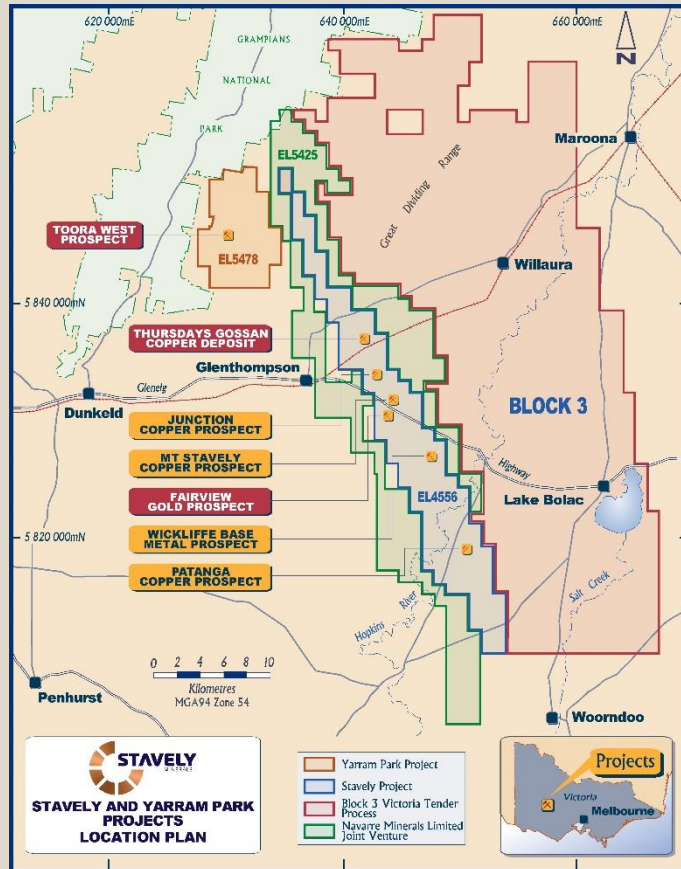 620 000mE
640 000mE
660 000mE
GRAMPIANS
NATIONAL
PARK
N
EL5425
Maroona
Great Dividing Range
TOORA WEST
PROSPECT
EL5478
Willaura
5 840 000mN
THURSDAYS GOSSAN
COPPER DEPOSIT
Glenthompson
Glenelg
Dunkeld
BLOCK 3
JUNCTION
COPPER PROSPECT
MT STAVELY
COPPER PROSPECT
Highway
FAIRVIEW
GOLD PROSPECT
EL4556
Lake Bolac
WICKLIFFE BASE
METAL PROSPECT
5 820 000mN
PATANGA
COPPER PROSPECT
Hopkins River
Salt Creek
0 2 4 6 8 10
Kilometres
MGA94 Zone 54
Penhurst
Woorndoo
STAVELY
MINERALS
STAVELY AND YARRAM PARK
PROJECTS
LOCATION PLAN
Yarram Park Project
Stavely Project
Block 3 Victoria Tender
Process
Navarre Minerals Limited
Joint Venture
Projects
Victoria
Melbourne